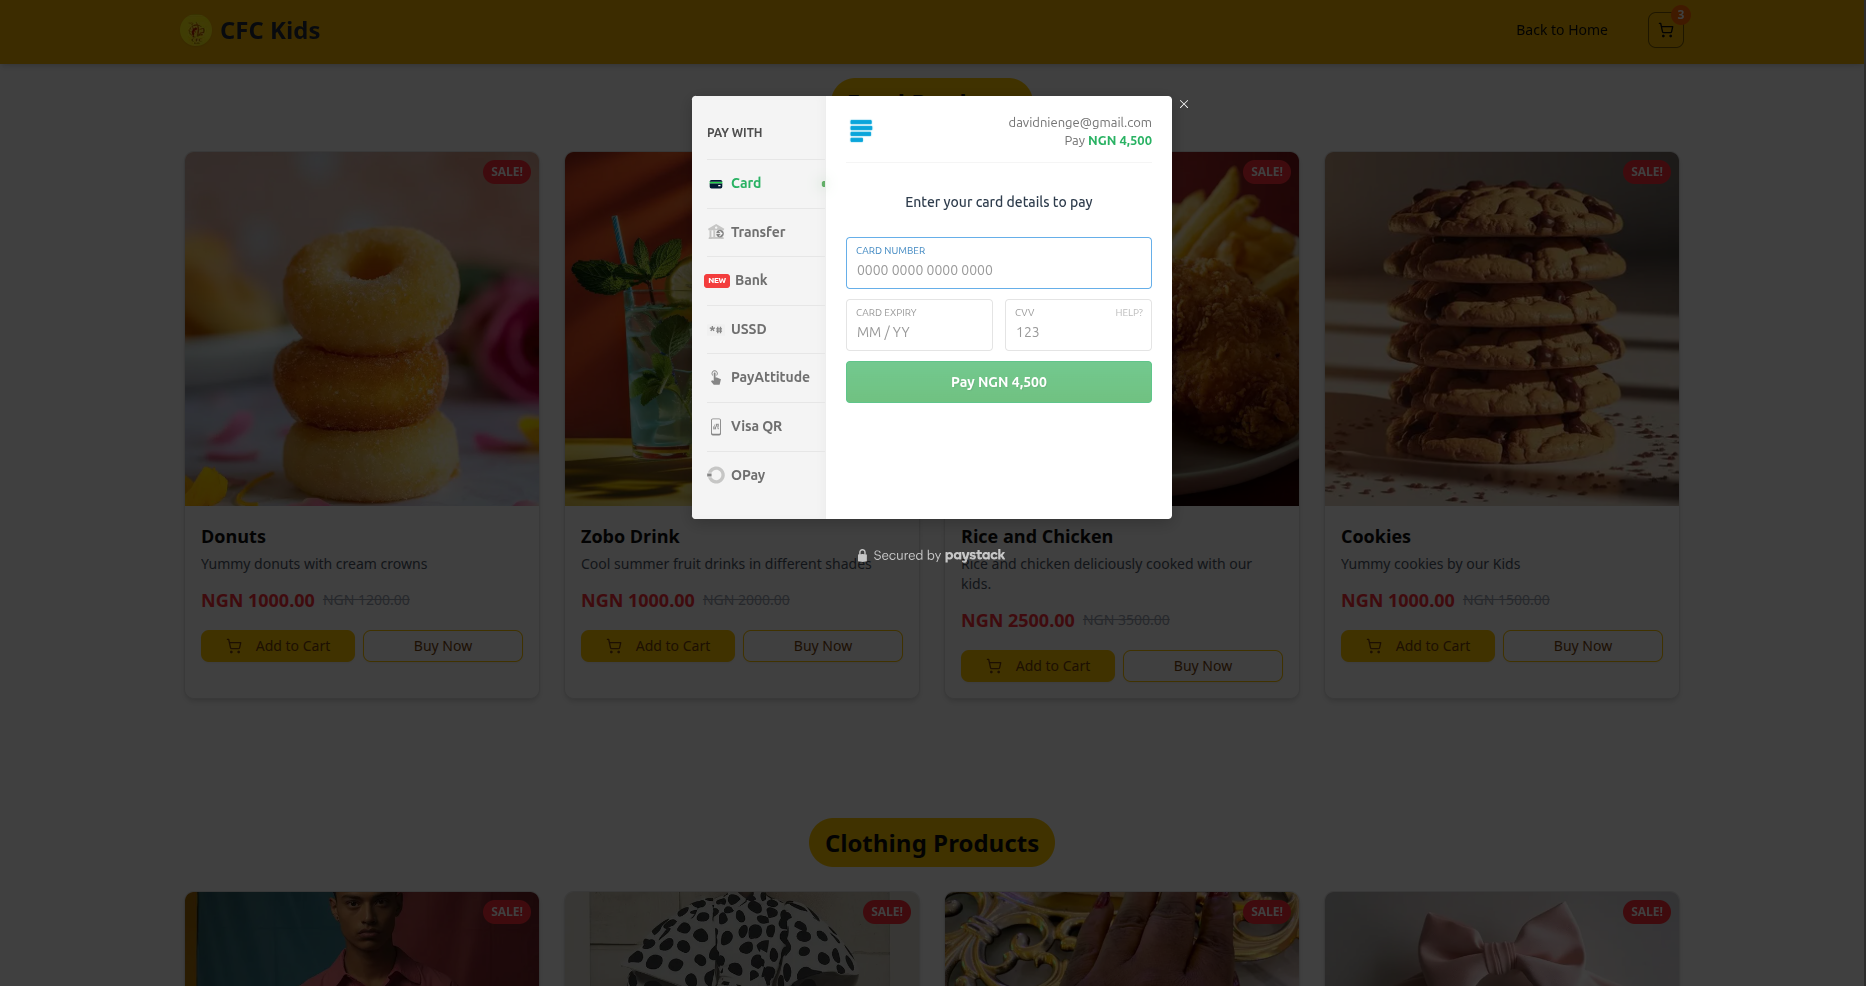 CFC Kids
Back to Home
3
PAY WITH
Card
Transfer
NEW Bank
USSD
PayAttitude
Visa QR
OPay
davidnienge@gmail.com
Pay NGN 4,500
Enter your card details to pay
CARD NUMBER
0000 0000 0000 0000
CARD EXPIRY
MM / YY
CVV
HELP?
123
Pay NGN 4,500
Secured by paystack
SALE!
SALE!
SALE!
Donuts
Yummy donuts with cream crowns
NGN 1000.00 NGN 1200.00
Add to Cart
Buy Now
Zobo Drink
Cool summer fruit drinks in different shades
NGN 1000.00 NGN 2000.00
Add to Cart
Buy Now
Rice and Chicken
Rice and chicken deliciously cooked with our
kids.
NGN 2500.00 NGN 3500.00
Add to Cart
Buy Now
Cookies
Yummy cookies by our Kids
NGN 1000.00 NGN 1500.00
Add to Cart
Buy Now
Clothing Products
SALE!
SALE!
SALE!
SALE!